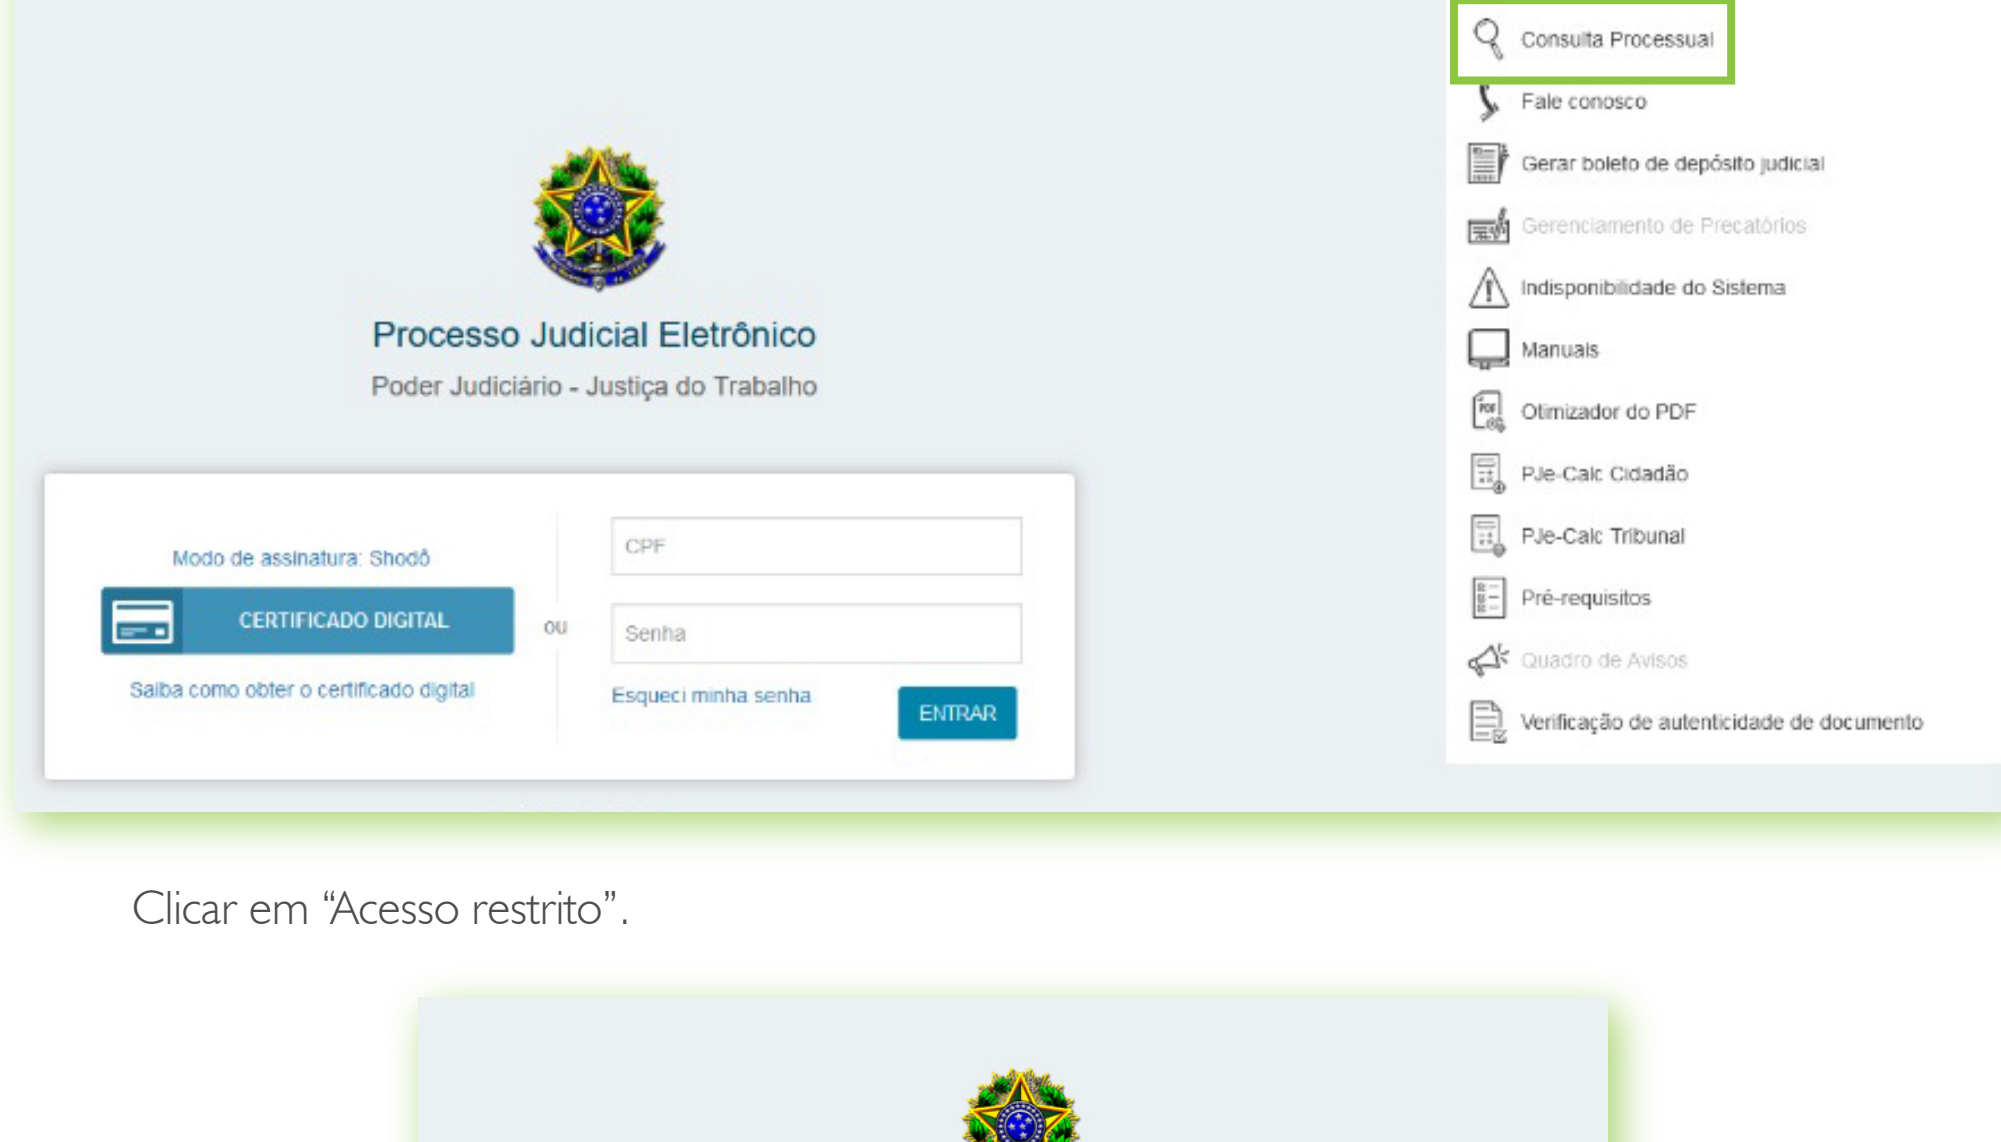 Consulta Processual
Fale conosco
Gerar boleto de depósito judicial
Gerenciamento de Precatórios
Indisponibilidade do Sistema
Manuais
Otimizador do PDF
PJe-Calc Cidadão
PJe-Calc Tribunal
Pré-requisitos
Quadro de Avisos
Verificação de autenticidade de documento
Processo Judicial Eletrônico
Poder Judiciário - Justiça do Trabalho
Modo de assinatura: Shodô
CERTIFICADO DIGITAL
Saiba como obter o certificado digital
ou
CPF
Senha
Esqueci minha senha
ENTRAR
Clicar em “Acesso restrito”.